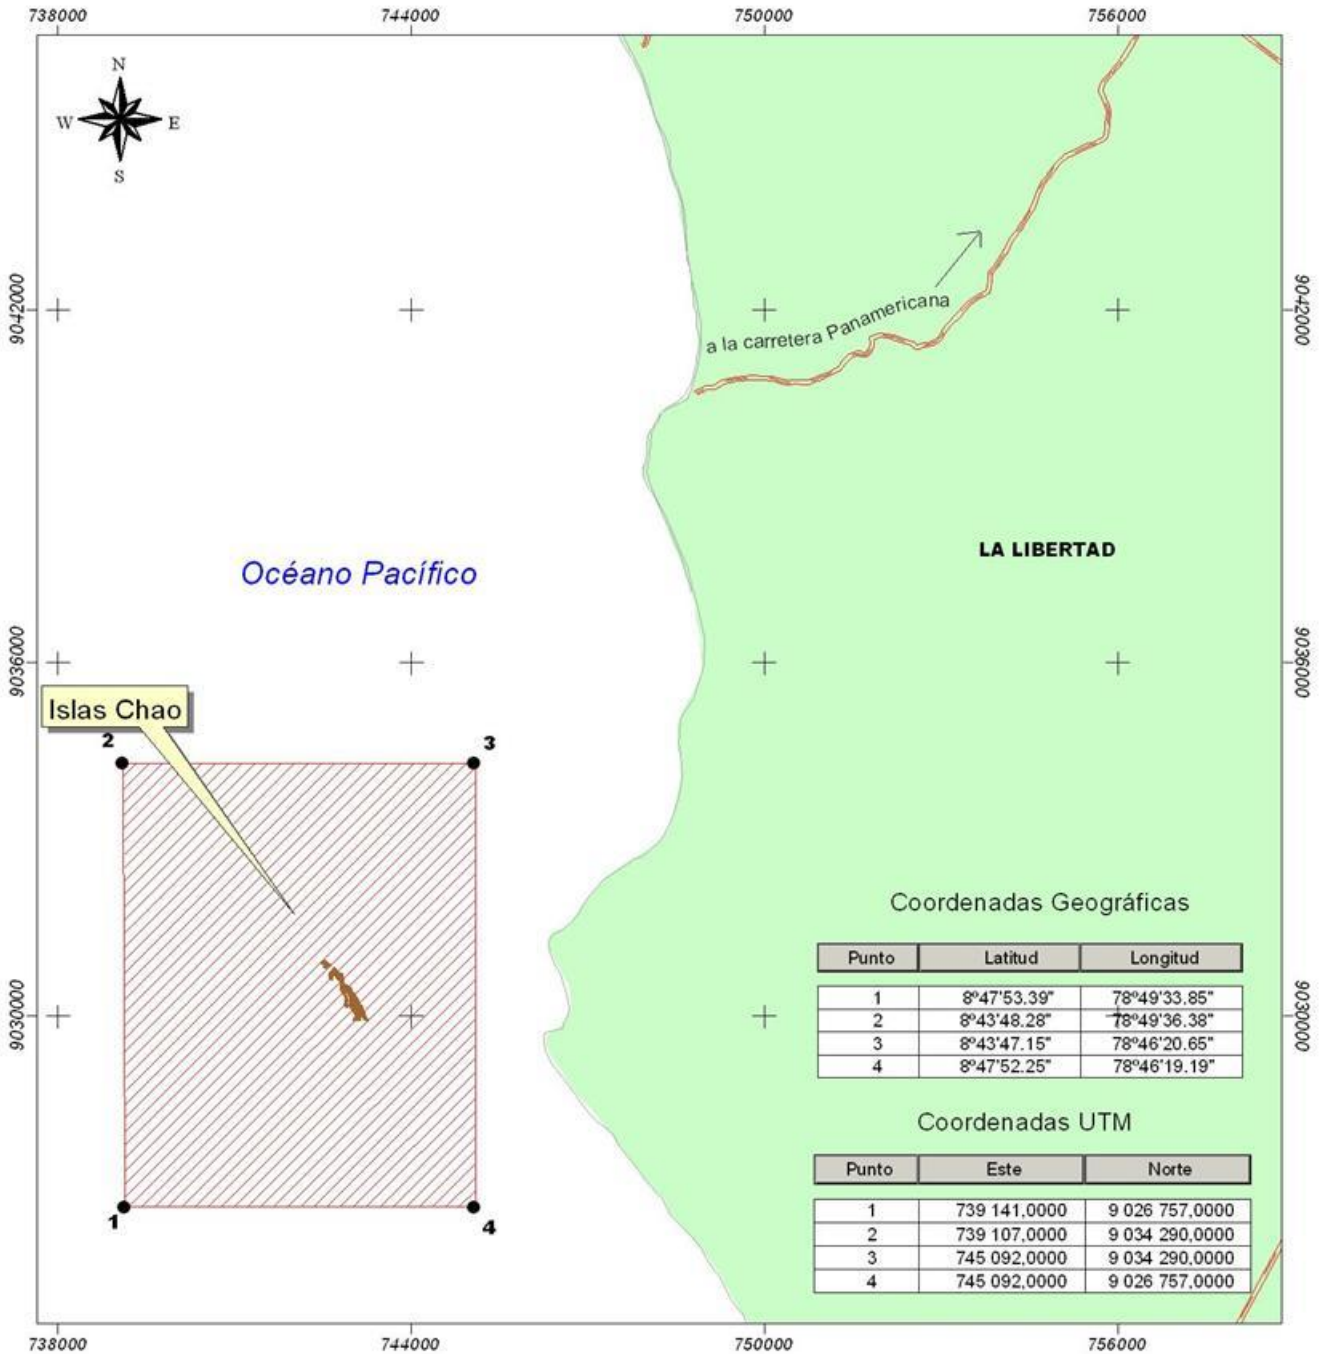 738000 744000 750000 756000
N
W E
S
9042000 9042000
a la carretera Panamericana
LA LIBERTAD
Océano Pacífico
9036000 9036000
Islas Chao
2 3
Coordenadas Geográficas
Punto Latitud Longitud
1 8º47'53.39" 78º49'33.85"
2 8º43'48.28" 78º49'36.38"
3 8º43'47.15" 78º46'20.65"
4 8º47'52.25" 78º46'19.19"
9030000 9030000
Coordenadas UTM
Punto Este Norte
1 739 141,0000 9 026 757,0000
2 739 107,0000 9 034 290,0000
3 745 092,0000 9 034 290,0000
4 745 092,0000 9 026 757,0000
1 4
738000 744000 750000 756000